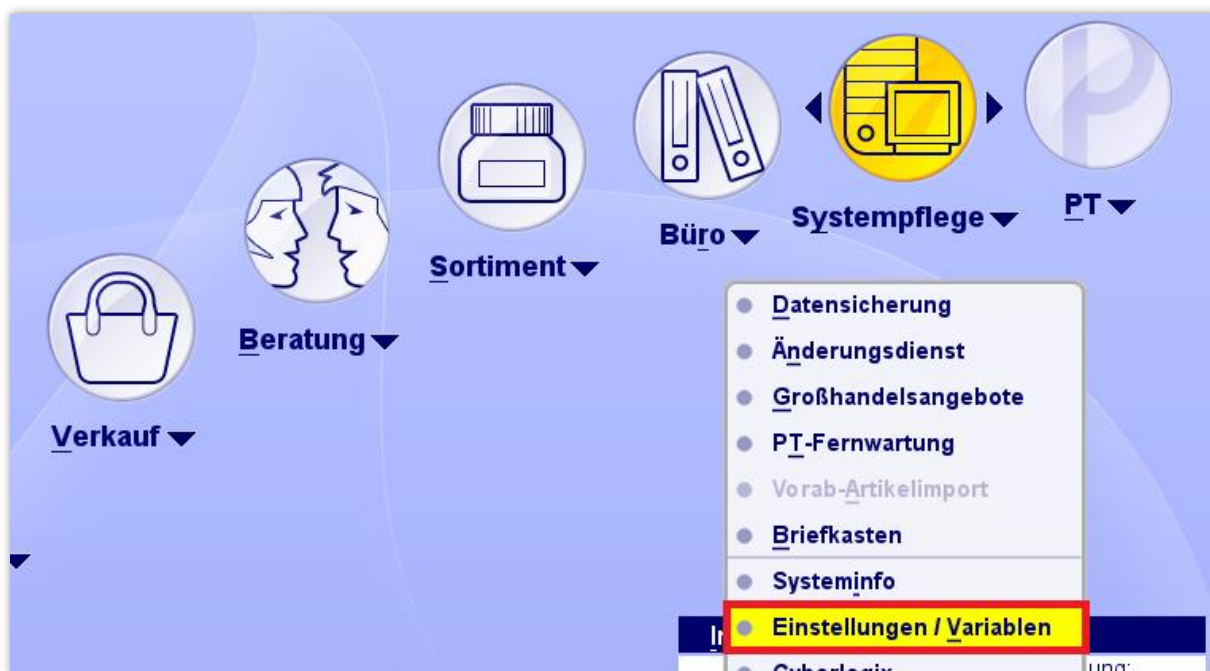 Verkauf
Beratung
Sortiment
Büro
Systempflege
PT
Datensicherung
Änderungsdienst
Großhandelsangebote
PT-Fernwartung
Vorab-Artikelimport
Briefkasten
Systeminfo
Einstellungen / Variablen